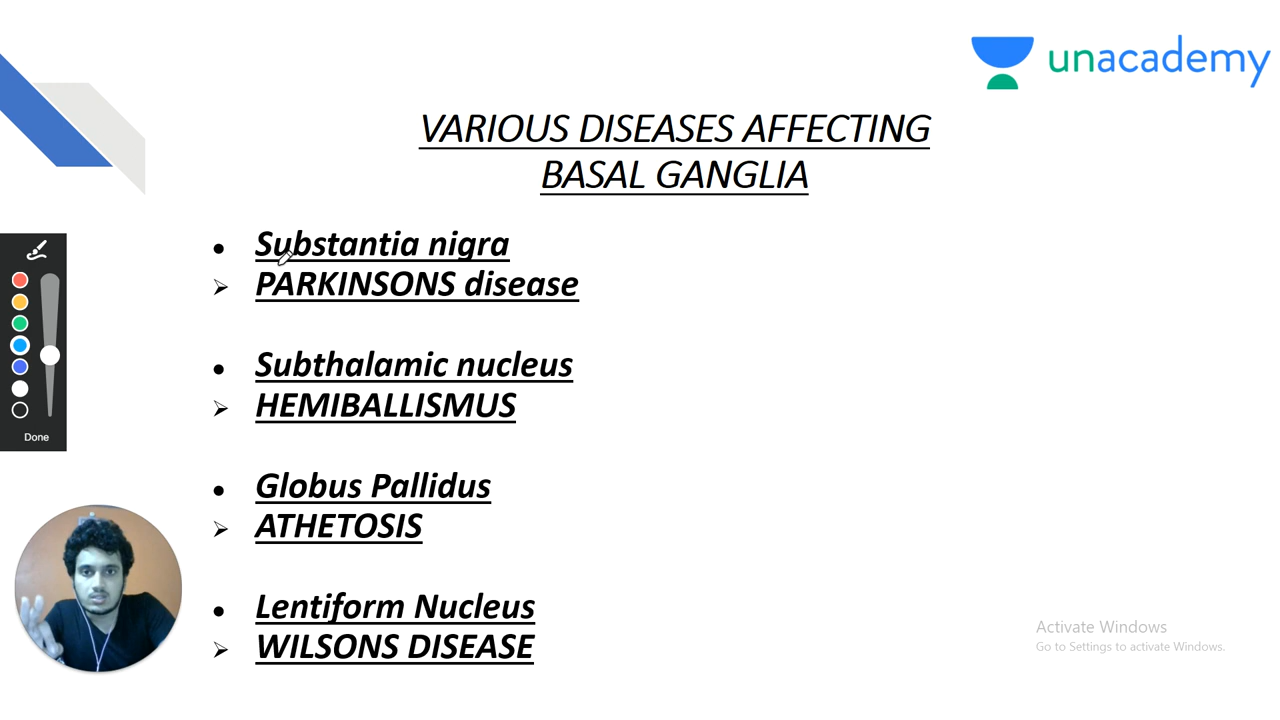 unacademy
VARIOUS DISEASES AFFECTING
BASAL GANGLIA
Substantia nigra
PARKINSONS disease
Subthalamic nucleus
HEMIBALLISMUS
Globus Pallidus
ATHETOSIS
Lentiform Nucleus
WILSONS DISEASE
Done
Activate Windows
Go to Settings to activate Windows.